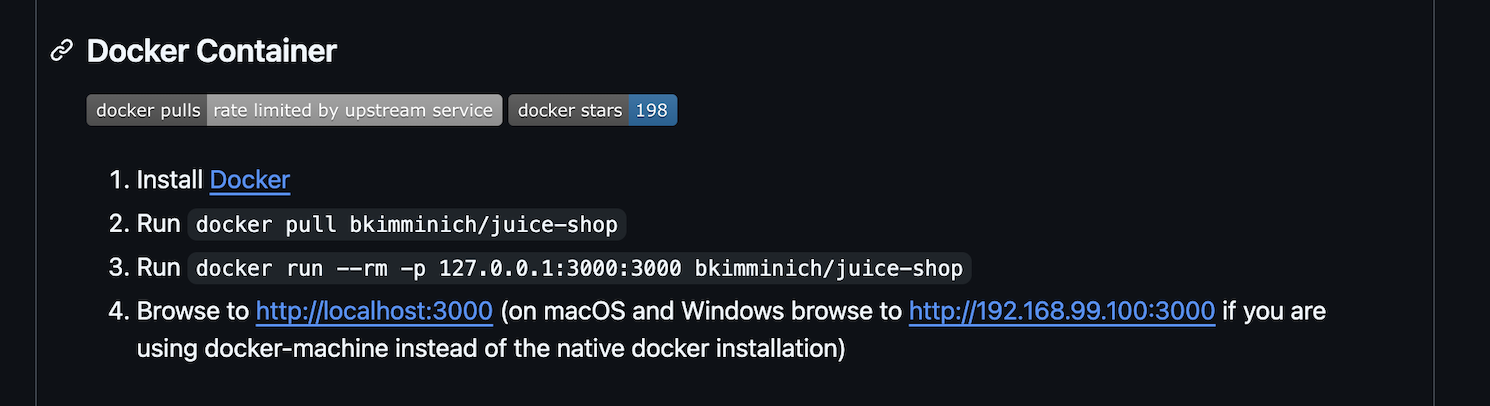 Docker Container
docker pulls rate limited by upstream service docker stars 198
1. Install Docker
2. Run docker pull bkimminich/juice-shop
3. Run docker run --rm -p 127.0.0.1:3000:3000 bkimminich/juice-shop
4. Browse to http://localhost:3000 (on macOS and Windows browse to http://192.168.99.100:3000 if you are
using docker-machine instead of the native docker installation)